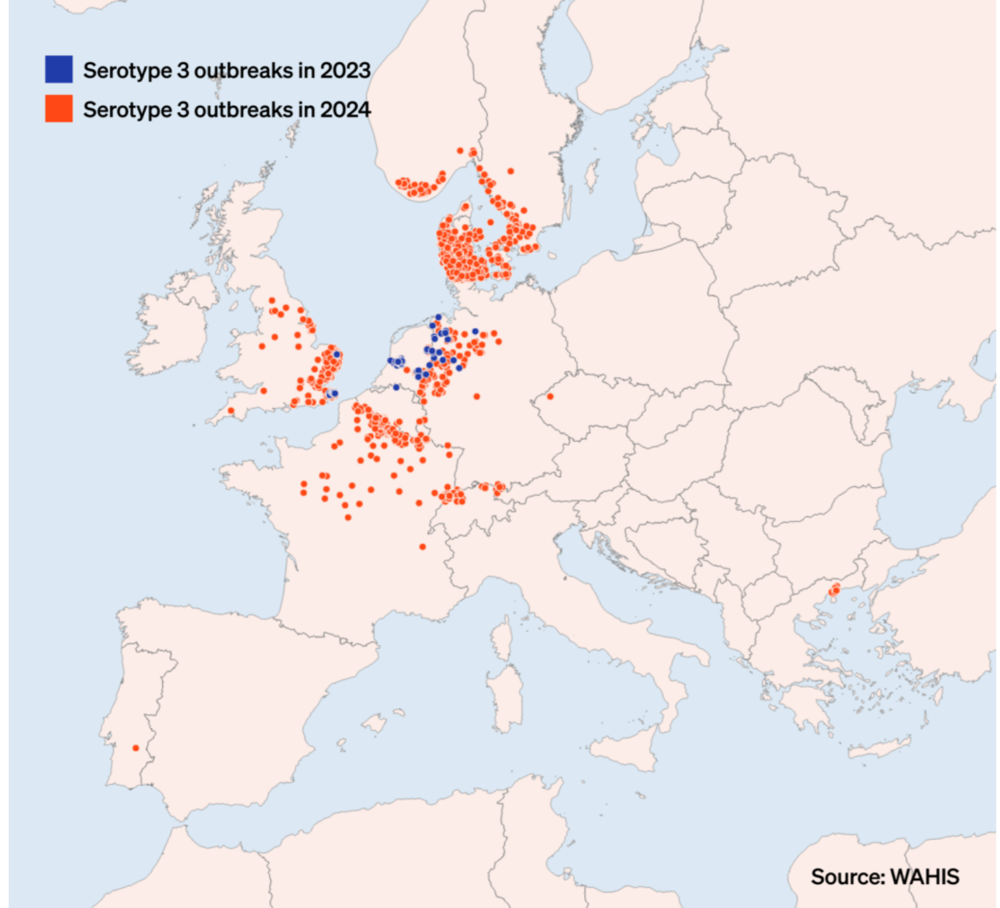 Serotype 3 outbreaks in 2023
Serotype 3 outbreaks in 2024
Source: WAHIS